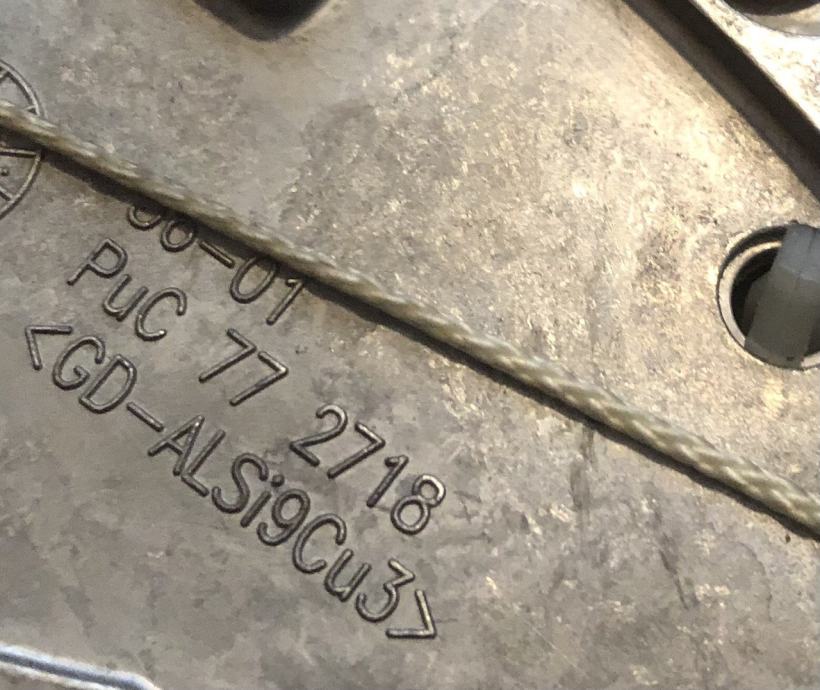 -01
PuC 77 2718
<GD-ALSi9Cu3>